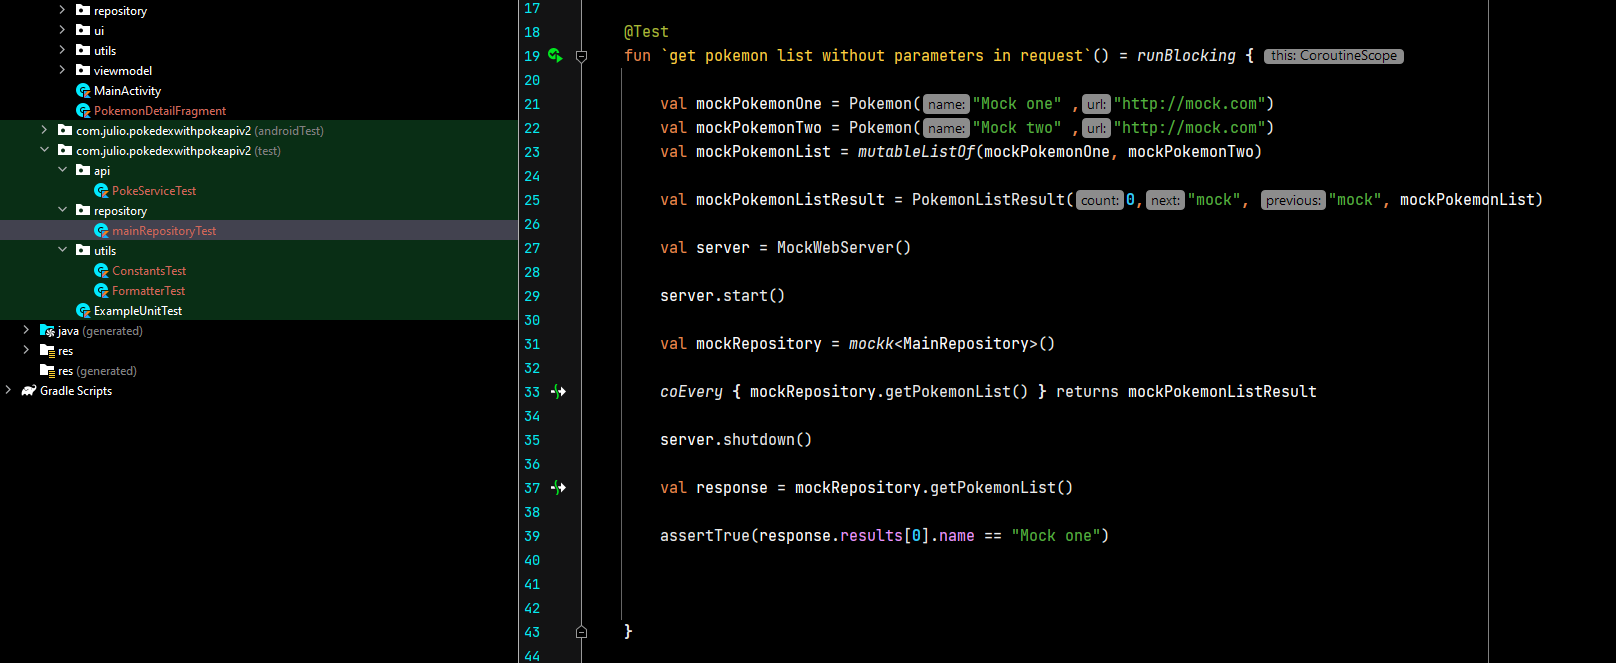 repository
ui
utils
viewmodel
MainActivity
PokemonDetailFragment
com.julio.pokedexwithpokeapiv2 (androidTest)
com.julio.pokedexwithpokeapiv2 (test)
api
PokeServiceTest
repository
mainRepositoryTest
utils
ConstantsTest
FormatterTest
ExampleUnitTest
java (generated)
res
res (generated)
Gradle Scripts
17
18 @Test
19 fun `get pokemon list without parameters in request`() = runBlocking { this: CoroutineScope
20
21 val mockPokemonOne = Pokemon( name: "Mock one" , url: "http://mock.com")
22 val mockPokemonTwo = Pokemon( name: "Mock two" , url: "http://mock.com")
23 val mockPokemonList = mutableListOf(mockPokemonOne, mockPokemonTwo)
24
25 val mockPokemonListResult = PokemonListResult( count: 0, next: "mock", previous: "mock", mockPokemonList)
26
27 val server = MockWebServer()
28
29 server.start()
30
31 val mockRepository = mockk<MainRepository>()
32
33 coEvery { mockRepository.getPokemonList() } returns mockPokemonListResult
34
35 server.shutdown()
36
37 val response = mockRepository.getPokemonList()
38
39 assertTrue(response.results[0].name == "Mock one")
40
41
42
43 }
44